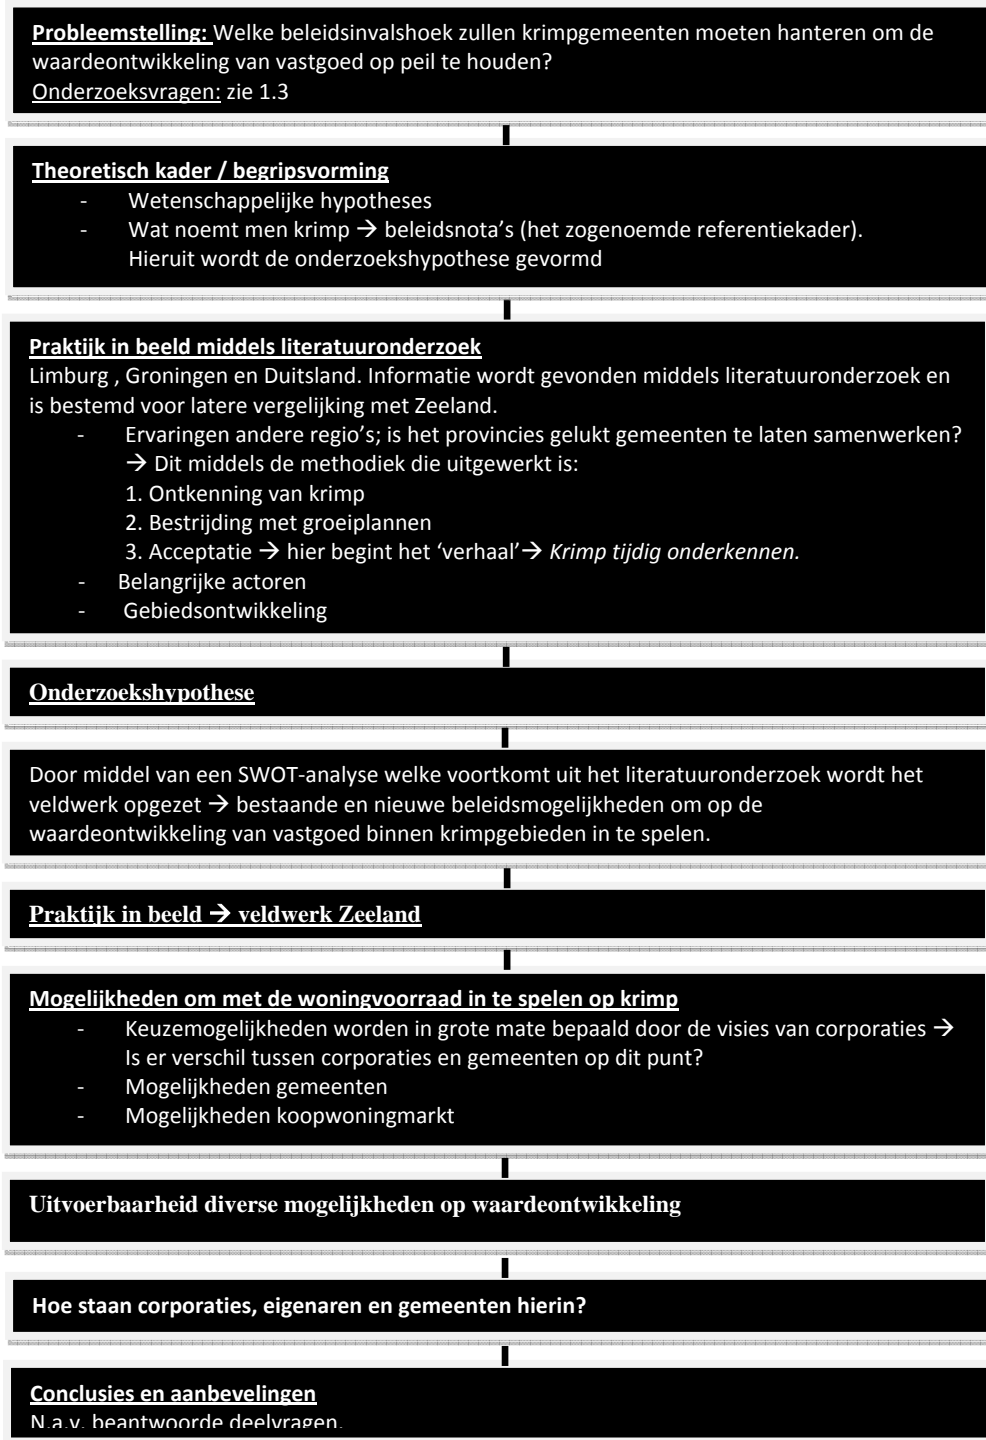 Probleemstelling: Welke beleidsinvalshoek zullen krimpgemeenten moeten hanteren om de
waardeontwikkeling van vastgoed op peil te houden?
Onderzoeksvragen: zie 1.3
Theoretisch kader / begripsvorming
- Wetenschappelijke hypotheses
- Wat noemt men krimp → beleidsnota’s (het zogenoemde referentiekader).
Hieruit wordt de onderzoekshypothese gevormd
Praktijk in beeld middels literatuuronderzoek
Limburg , Groningen en Duitsland. Informatie wordt gevonden middels literatuuronderzoek en
is bestemd voor latere vergelijking met Zeeland.
- Ervaringen andere regio’s; is het provincies gelukt gemeenten te laten samenwerken?
→ Dit middels de methodiek die uitgewerkt is:
1. Ontkenning van krimp
2. Bestrijding met groeiplannen
3. Acceptatie → hier begint het ‘verhaal’→ Krimp tijdig onderkennen.
- Belangrijke actoren
- Gebiedsontwikkeling
Onderzoekshypothese
Door middel van een SWOT-analyse welke voortkomt uit het literatuuronderzoek wordt het
veldwerk opgezet → bestaande en nieuwe beleidsmogelijkheden om op de
waardeontwikkeling van vastgoed binnen krimpgebieden in te spelen.
Praktijk in beeld → veldwerk Zeeland
Mogelijkheden om met de woningvoorraad in te spelen op krimp
- Keuzemogelijkheden worden in grote mate bepaald door de visies van corporaties →
Is er verschil tussen corporaties en gemeenten op dit punt?
- Mogelijkheden gemeenten
- Mogelijkheden koopwoningmarkt
Uitvoerbaarheid diverse mogelijkheden op waardeontwikkeling
Hoe staan corporaties, eigenaren en gemeenten hierin?
Conclusies en aanbevelingen
N.a.v. beantwoorde deelvragen.